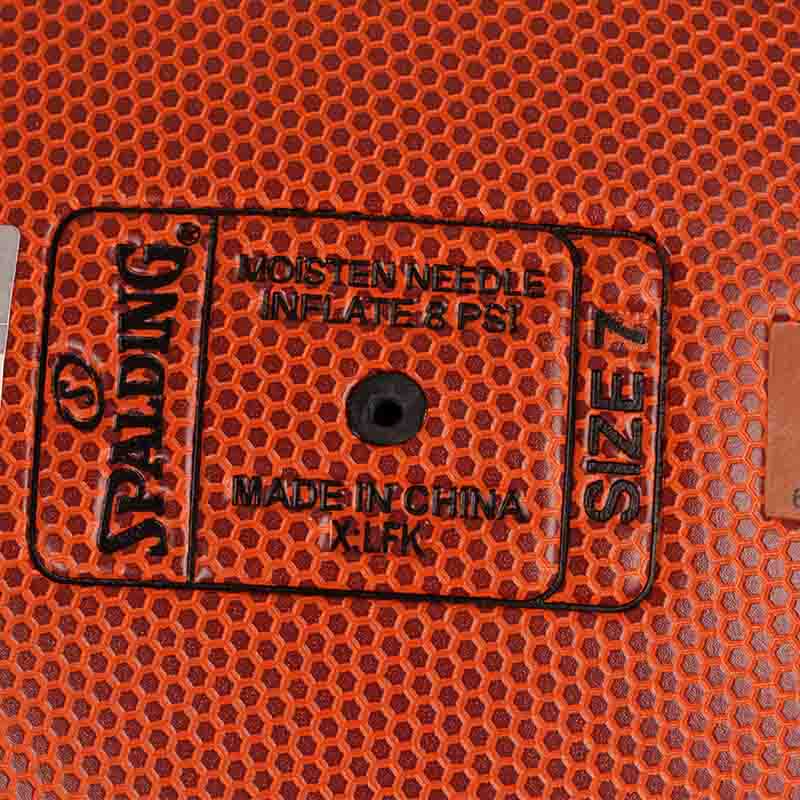 S
SPALDING®
MOISTEN NEEDLE
INFLATE 8 PSI
MADE IN CHINA
X:LFK
SIZE 7